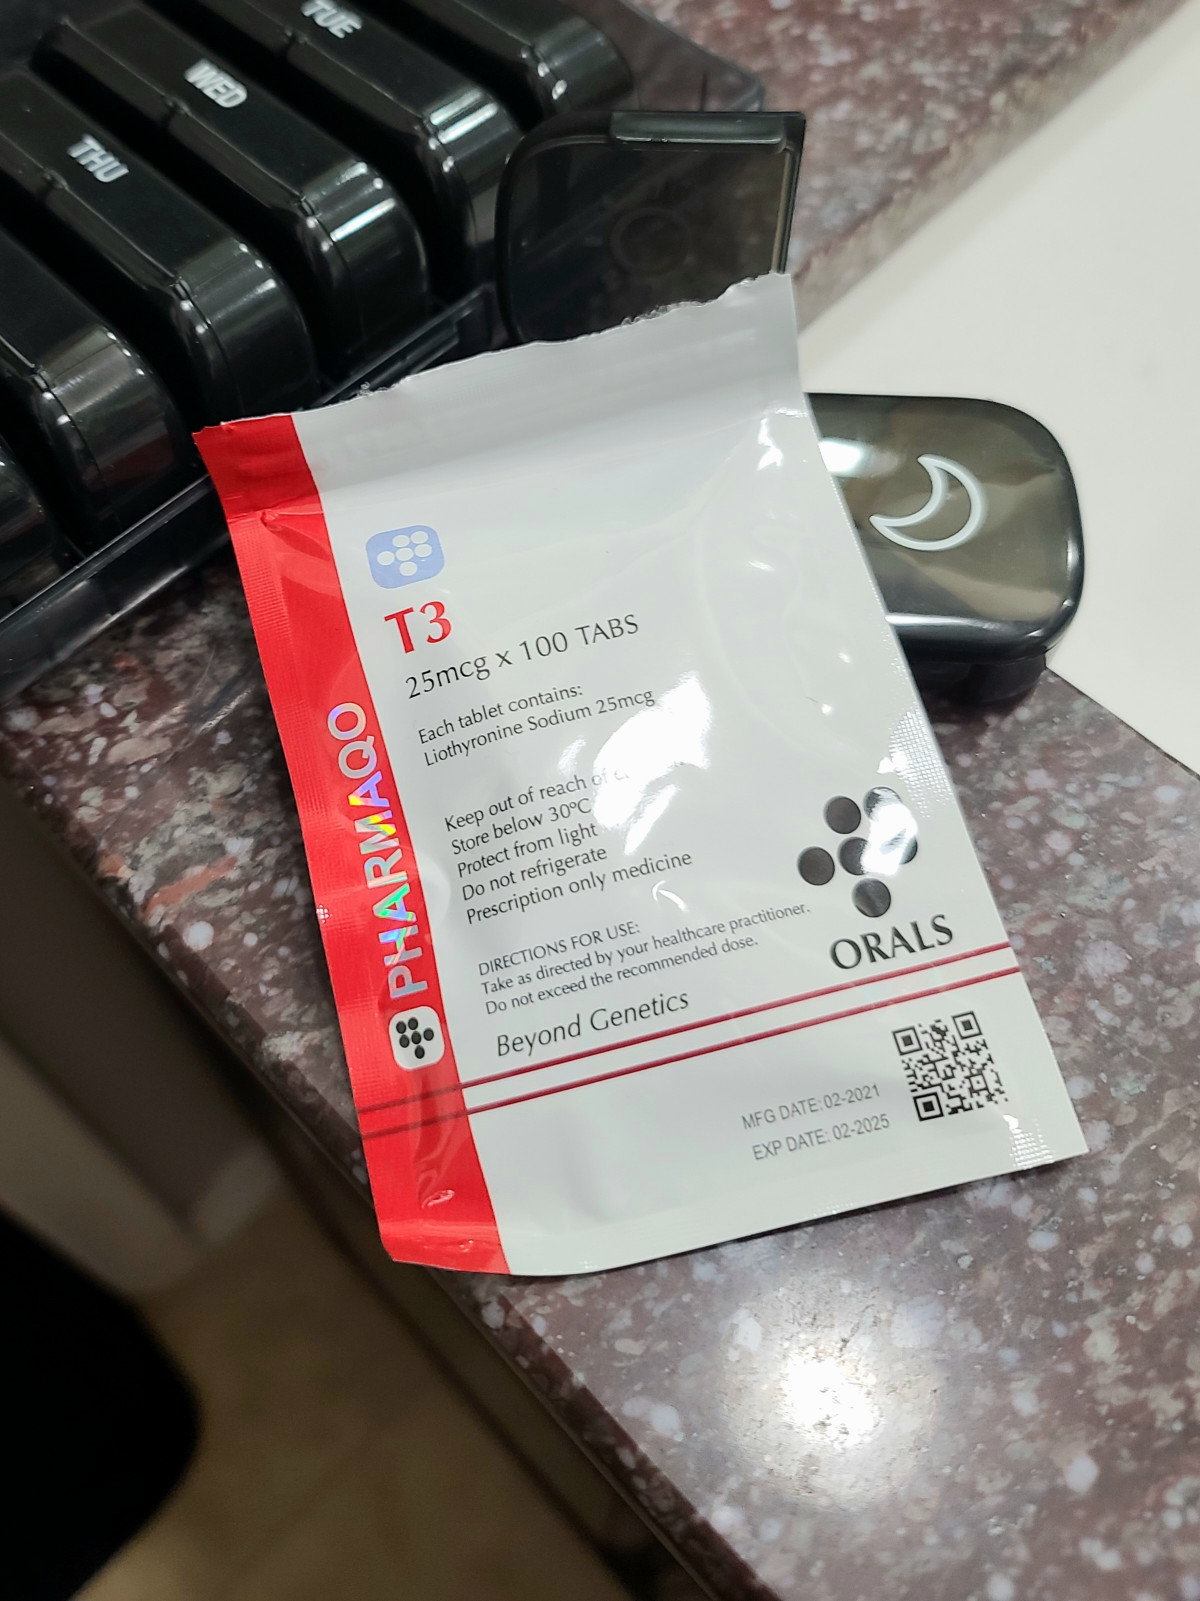 TUE
WED
THU
T3
25mcg x 100 TABS
Each tablet contains:
Liothyronine Sodium 25mcg
Keep out of reach of
Store below 30ºC
Protect from light
Do not refrigerate
Prescription only medicine
DIRECTIONS FOR USE:
Take as directed by your healthcare practitioner.
Do not exceed the recommended dose.
Beyond Genetics
PHARMAQO
ORALS
MFG DATE: 02-2021
EXP DATE: 02-2025